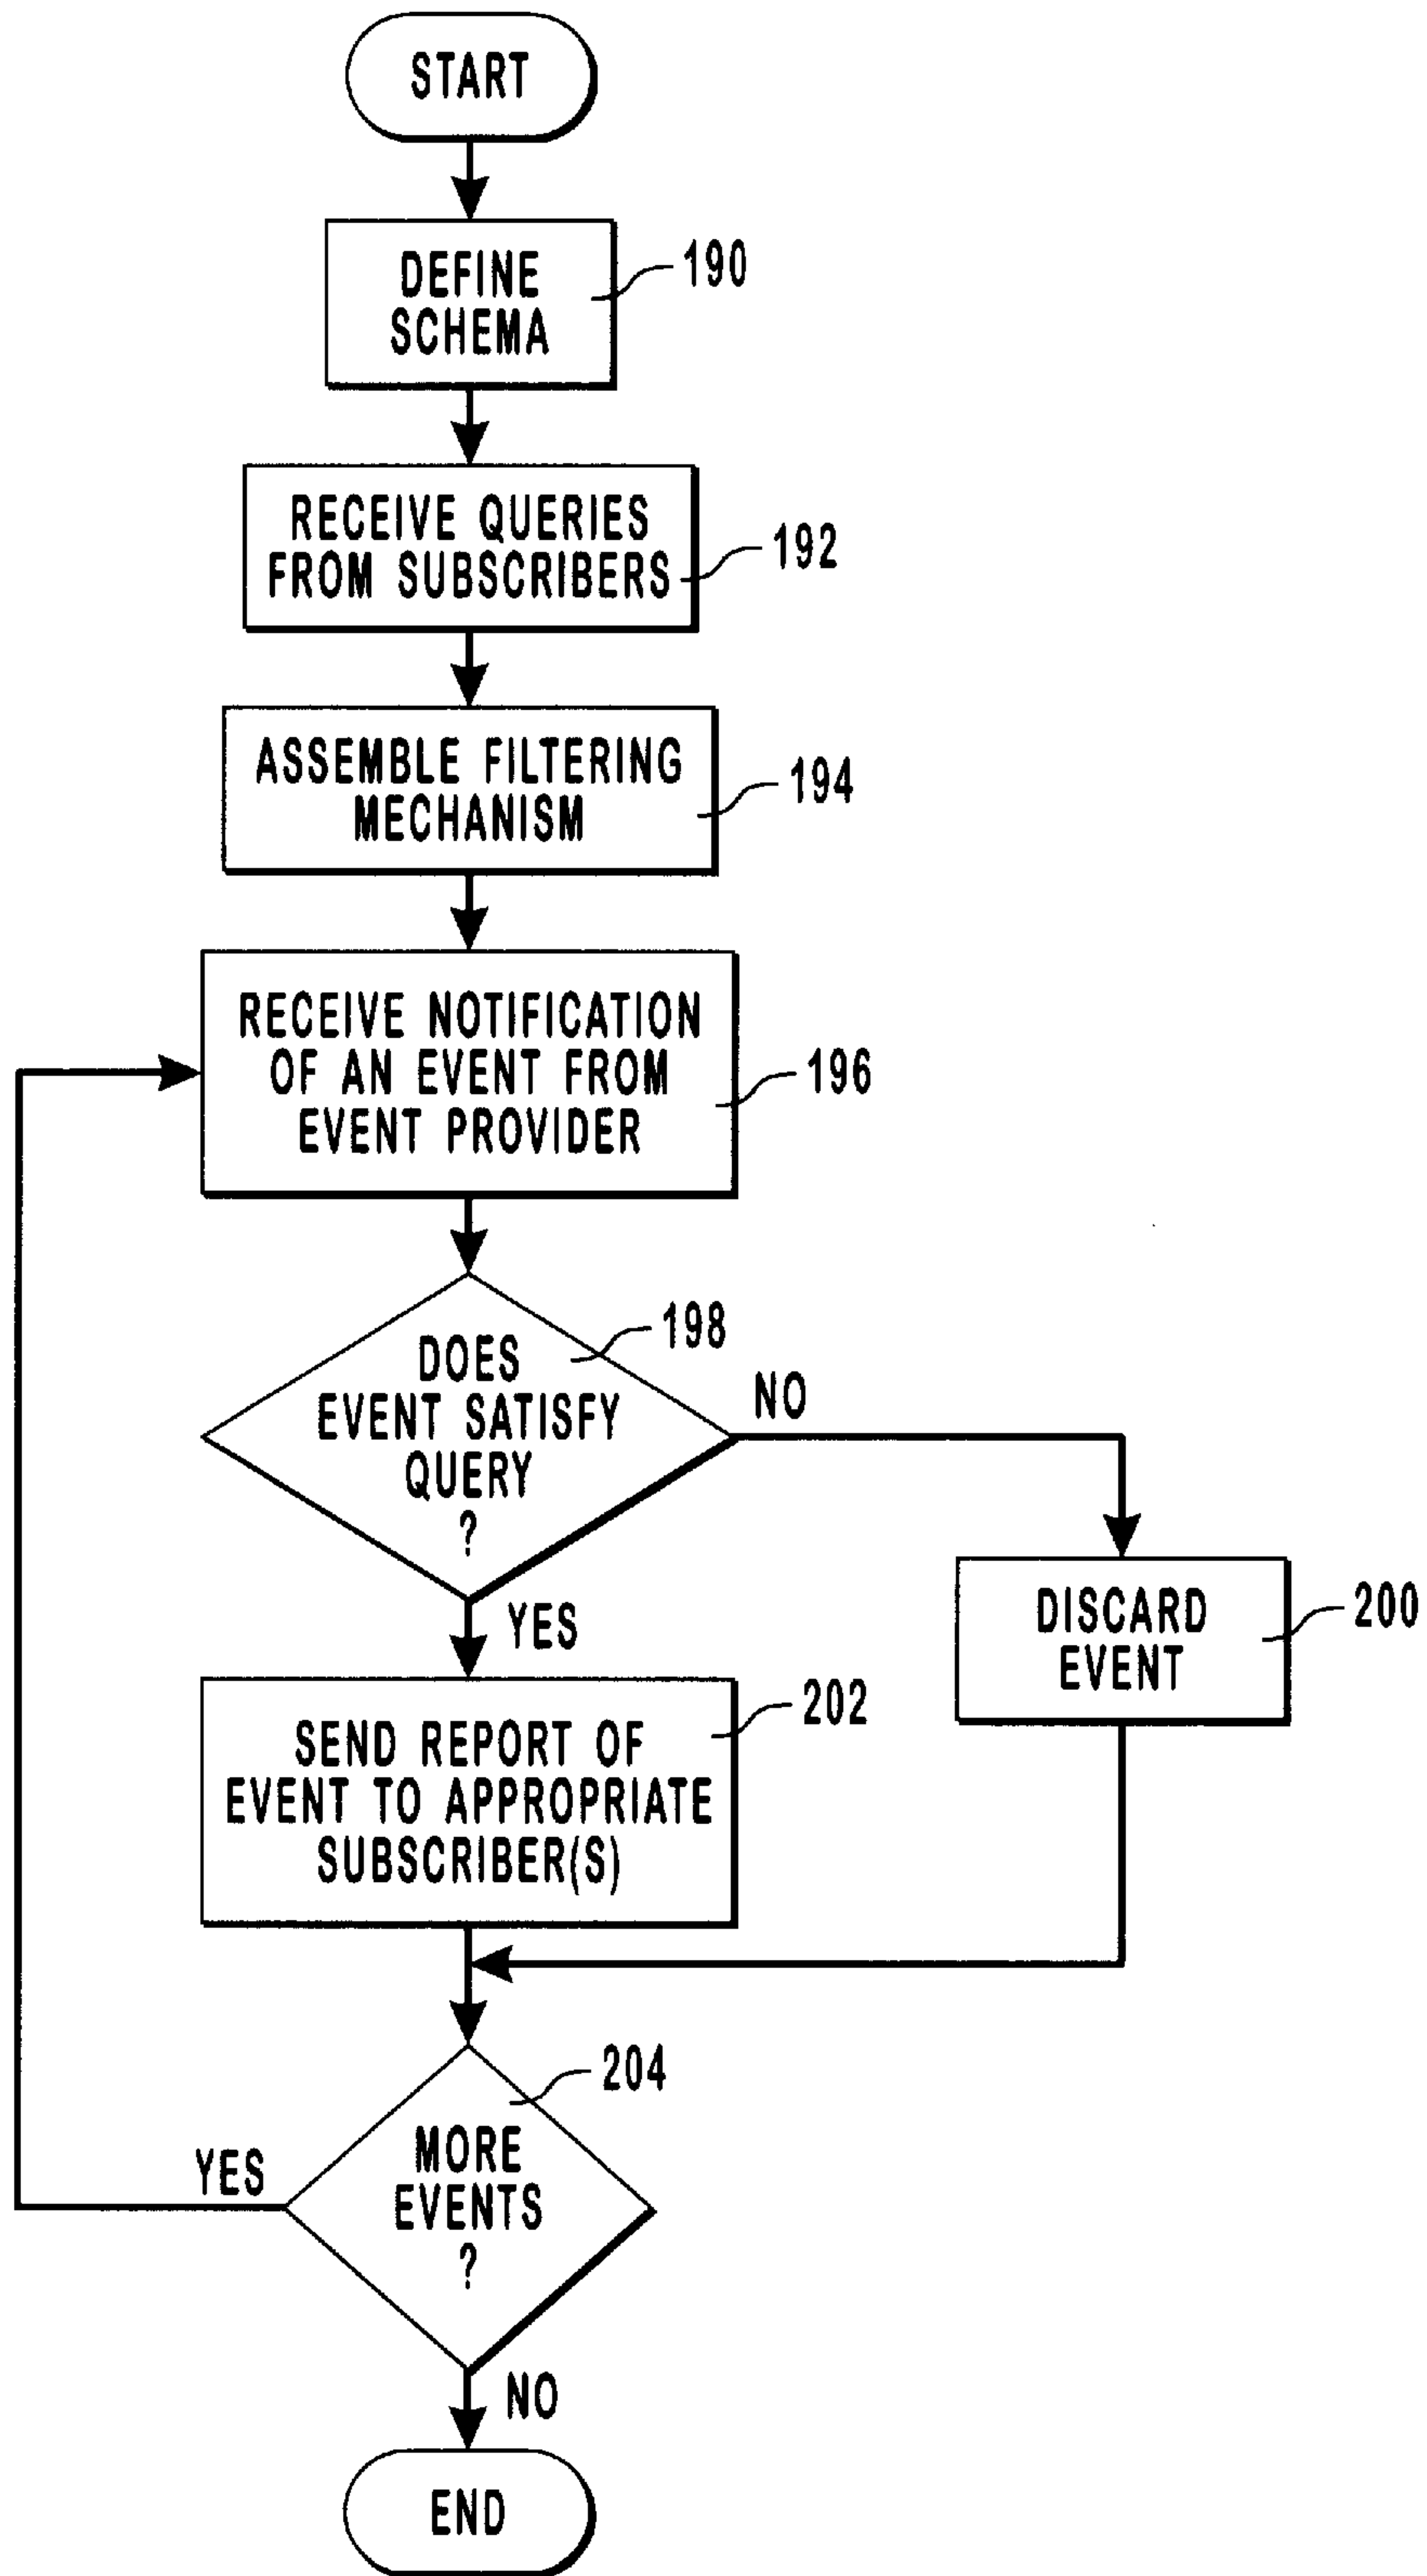 START
DEFINE
SCHEMA
190
RECEIVE QUERIES
FROM SUBSCRIBERS
192
ASSEMBLE FILTERING
MECHANISM
194
RECEIVE NOTIFICATION
OF AN EVENT FROM
EVENT PROVIDER
196
DOES
EVENT SATISFY
QUERY
?
198
NO
YES
DISCARD
EVENT
200
SEND REPORT OF
EVENT TO APPROPRIATE
SUBSCRIBER(S)
202
MORE
EVENTS
?
204
YES
NO
END